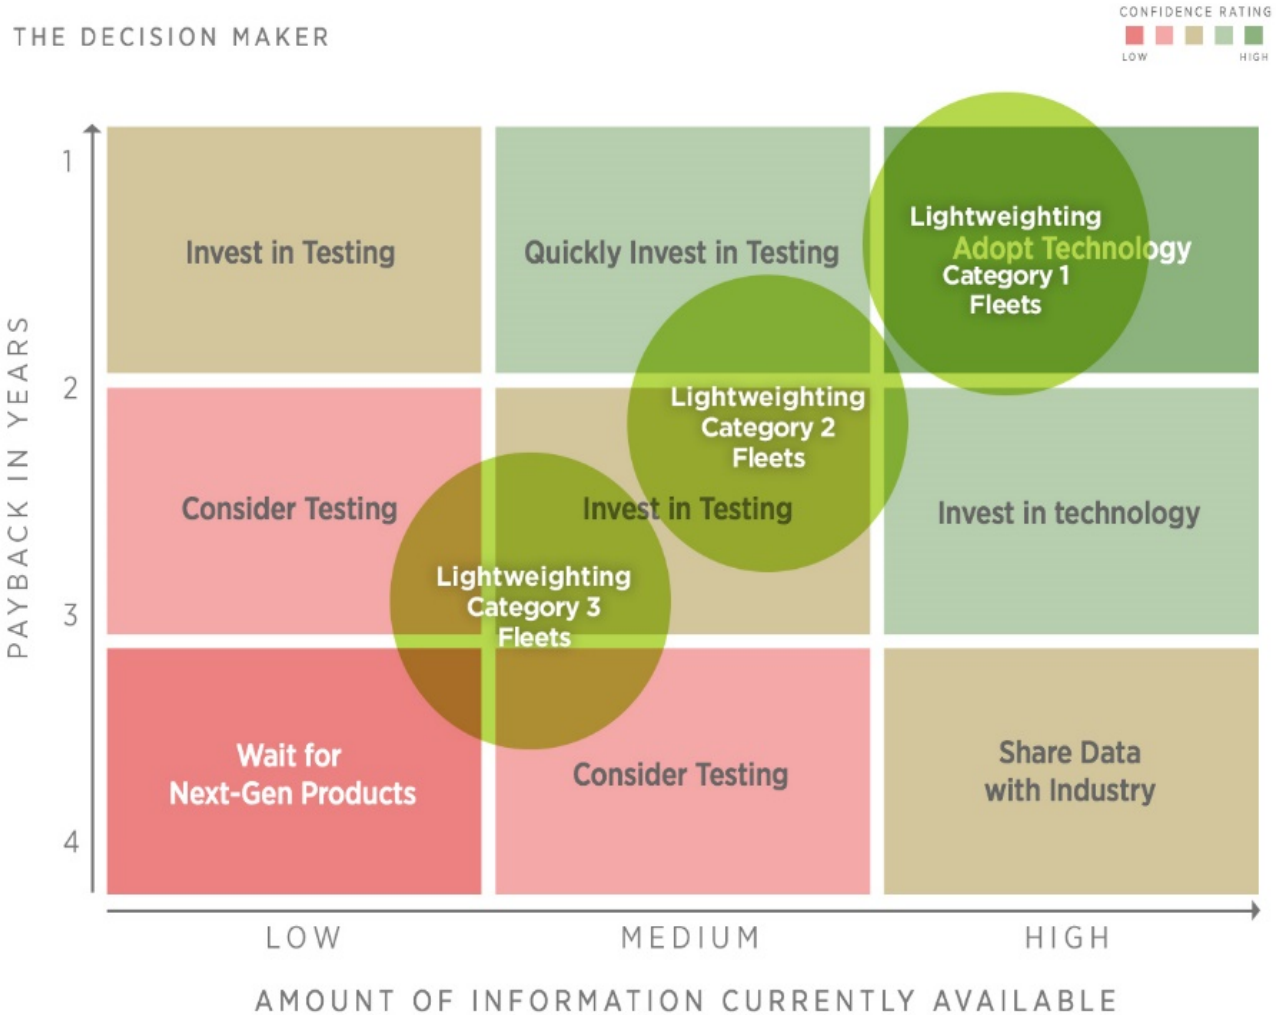 THE DECISION MAKER
CONFIDENCE RATING
LOW
HIGH
PAYBACK IN YEARS
1
2
3
4
Invest in Testing
Quickly Invest in Testing
Adopt Technology
Lightweighting
Category 1
Fleets
Consider Testing
Invest in Testing
Invest in technology
Lightweighting
Category 2
Fleets
Lightweighting
Category 3
Fleets
Wait for
Next-Gen Products
Consider Testing
Share Data
with Industry
LOW
MEDIUM
HIGH
AMOUNT OF INFORMATION CURRENTLY AVAILABLE